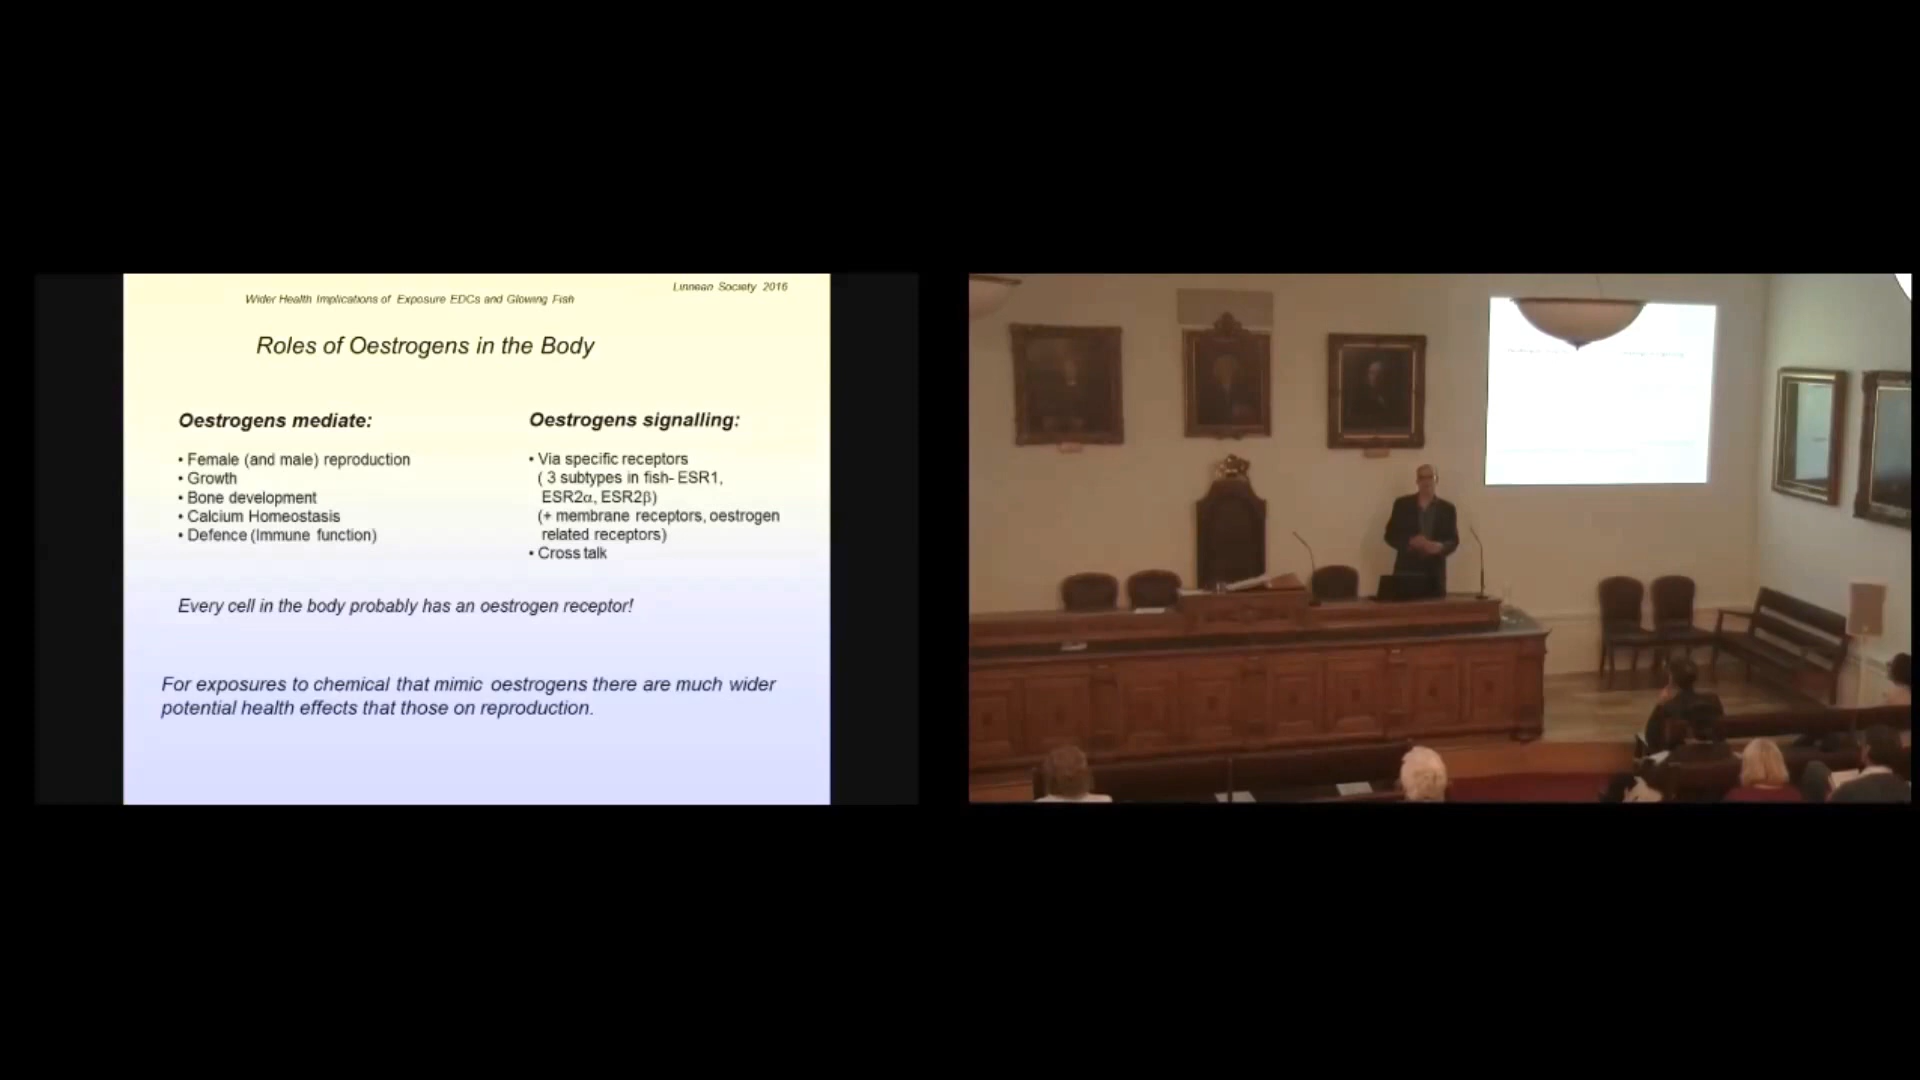 Linnean Society 2016
Wider Health Implications of Exposure EDCs and Glowing Fish
Roles of Oestrogens in the Body
Oestrogens mediate:
• Female (and male) reproduction
• Growth
• Bone development
• Calcium Homeostasis
• Defence (Immune function)
Oestrogens signalling:
• Via specific receptors
( 3 subtypes in fish- ESR1,
ESR2α, ESR2β)
(+ membrane receptors, oestrogen
related receptors)
• Cross talk
Every cell in the body probably has an oestrogen receptor!
For exposures to chemical that mimic oestrogens there are much wider
potential health effects that those on reproduction.